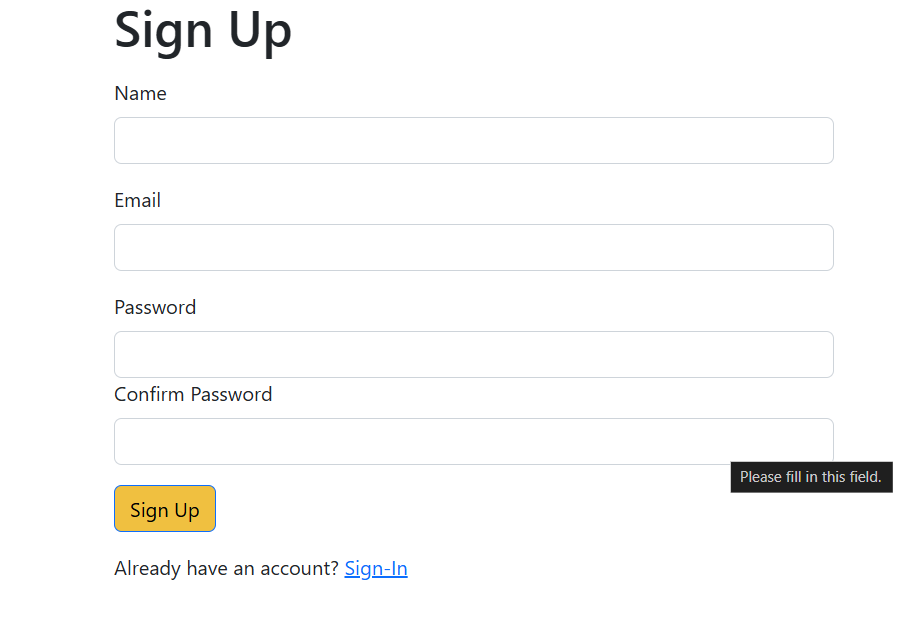 Sign Up
Name
Email
Password
Confirm Password
Please fill in this field.
Sign Up
Already have an account? Sign-In